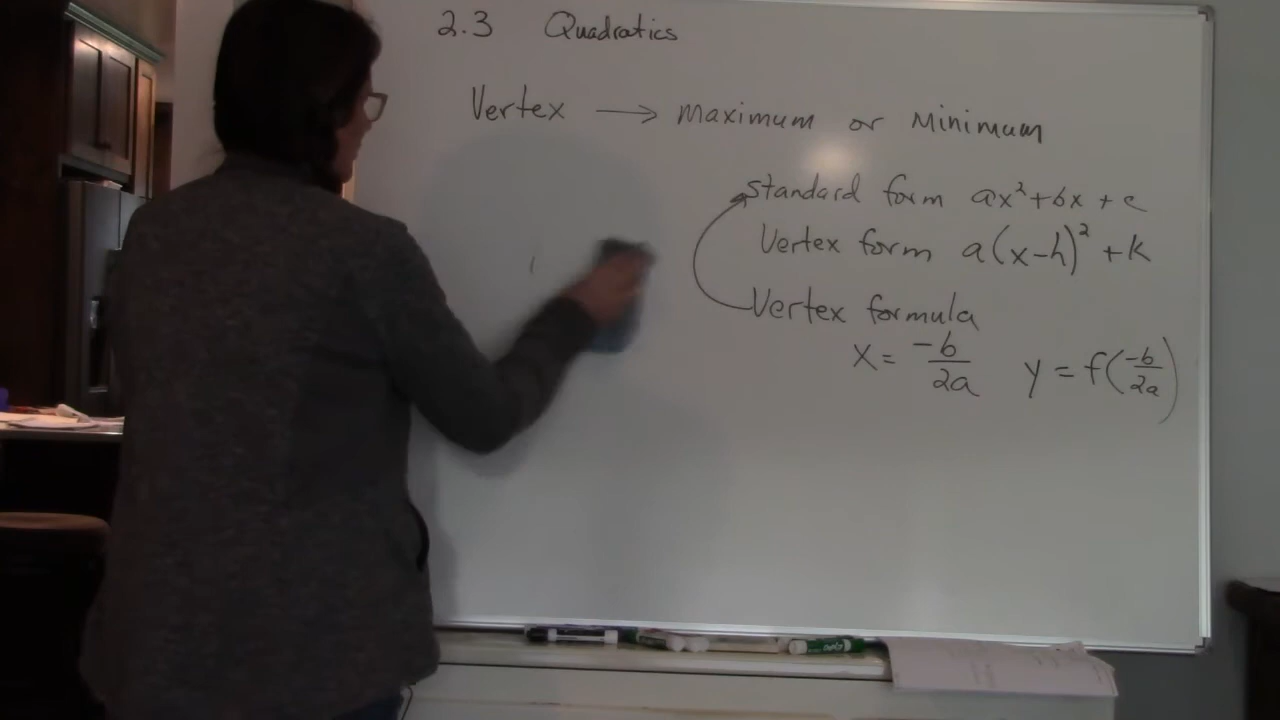 2.3 Quadratics
Vertex → Maximum or Minimum
standard form ax²+bx+c
Vertex form a(x-h)²+k
Vertex formula
x = -b/2a y = f(-b/2a)